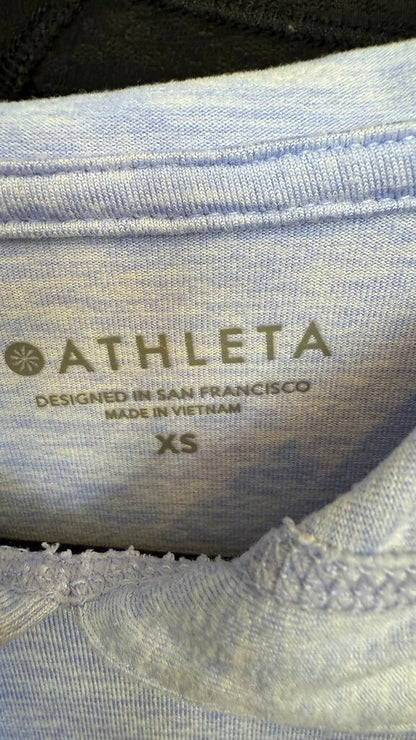 ATHLETA
DESIGNED IN SAN FRANCISCO
MADE IN VIETNAM
XS